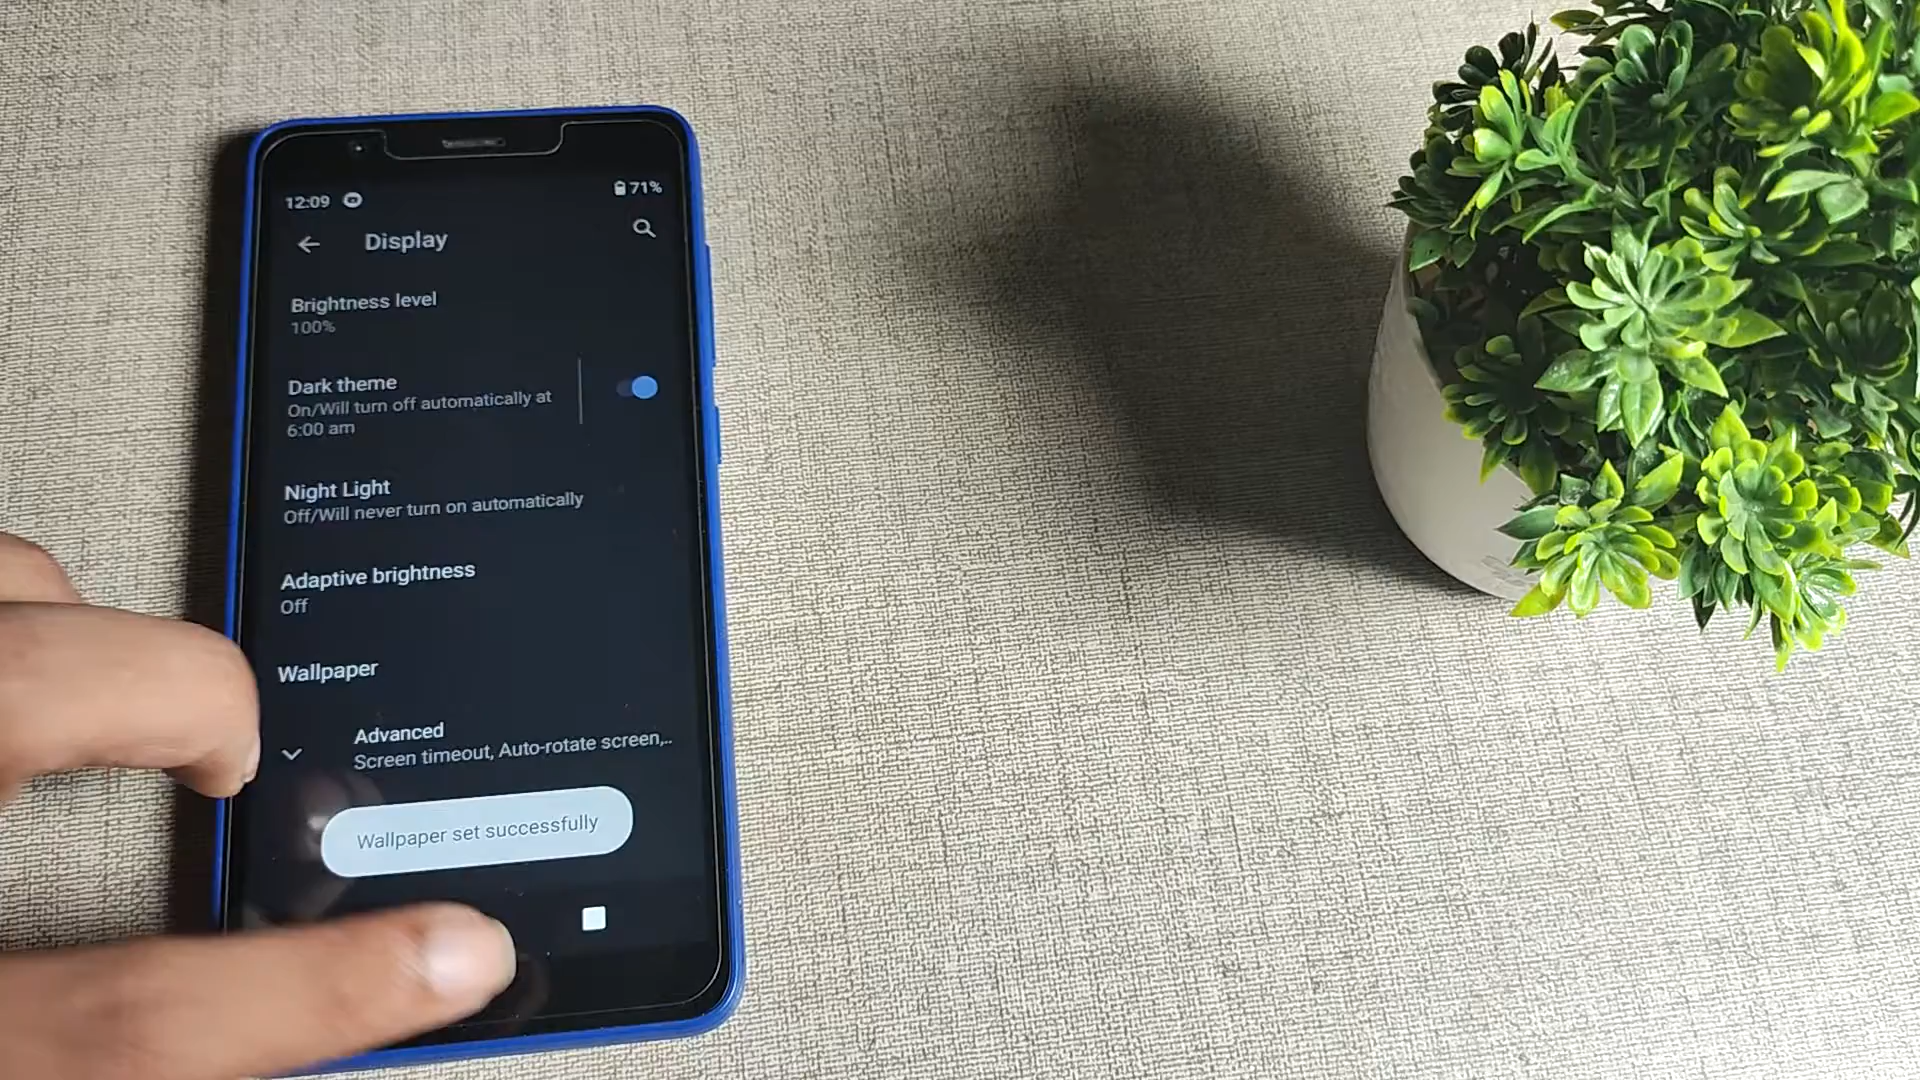 12:09
71%
Display
Brightness level
100%
Dark theme
On/Will turn off automatically at
6:00 am
Night Light
Off/Will never turn on automatically
Adaptive brightness
Off
Wallpaper
Advanced
Screen timeout, Auto-rotate screen,..
Wallpaper set successfully